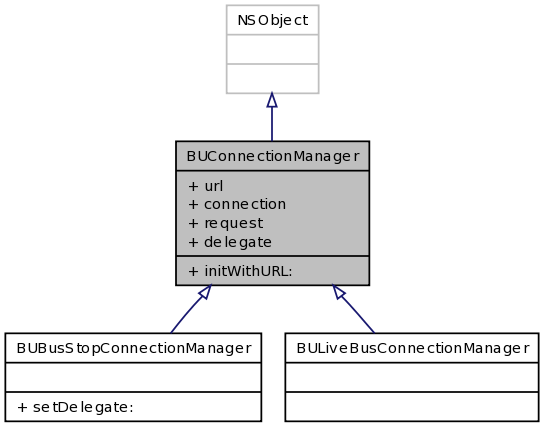 NSObject
BUConnectionManager
+ url
+ connection
+ request
+ delegate
+ initWithURL:
BUBusStopConnectionManager
+ setDelegate:
BULiveBusConnectionManager